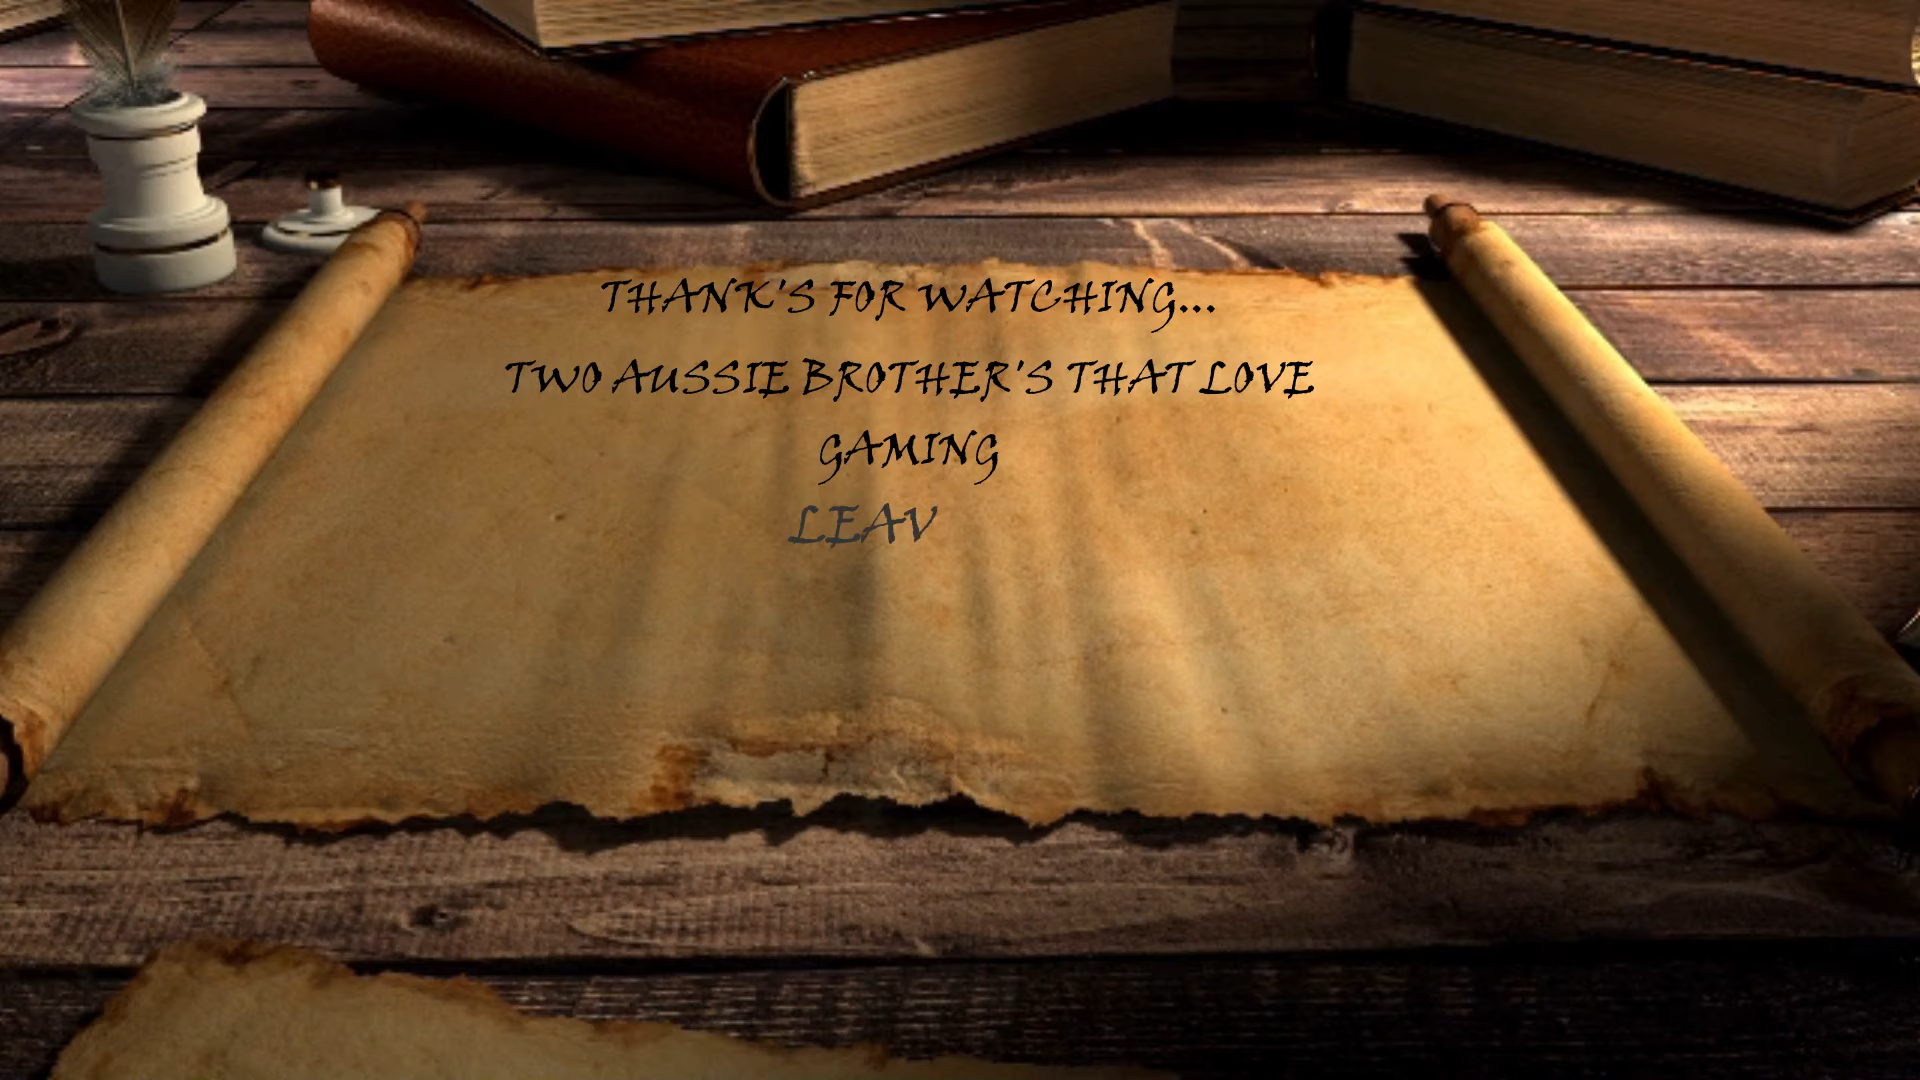 THANK'S FOR WATCHING...
TWO AUSSIE BROTHER'S THAT LOVE
GAMING
LEAV